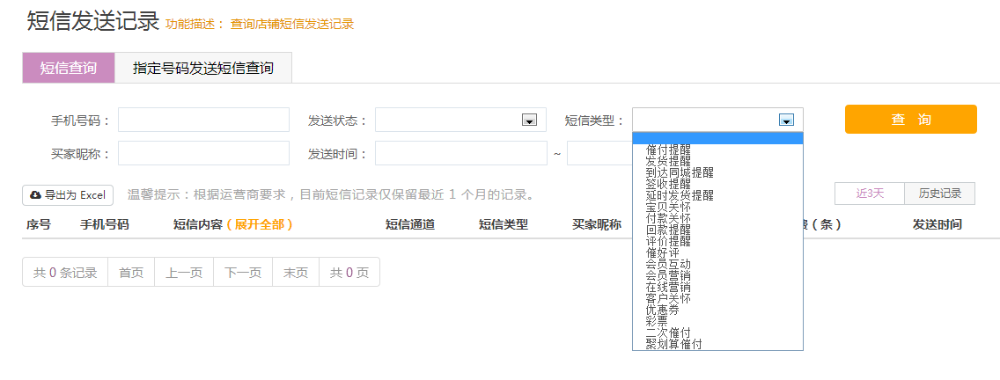 短信发送记录 功能描述： 查询店铺短信发送记录
短信查询 指定号码发送短信查询
手机号码： 发送状态： 短信类型： 查 询
买家昵称： 发送时间： ~
催付提醒
发货提醒
到达同城提醒
签收提醒
延时发货提醒
宝贝关怀
付款关怀
回款提醒
评价提醒
催好评
会员互动
会员营销
在线营销
客户关怀
优惠券
彩票
二次催付
聚划算催付
导出为 Excel 温馨提示：根据运营商要求，目前短信记录仅保留最近 1 个月的记录。 近3天 历史记录
序号 手机号码 短信内容（展开全部） 短信通道 短信类型 买家昵称 （条） 发送时间
共 0 条记录 首页 上一页 下一页 末页 共 0 页